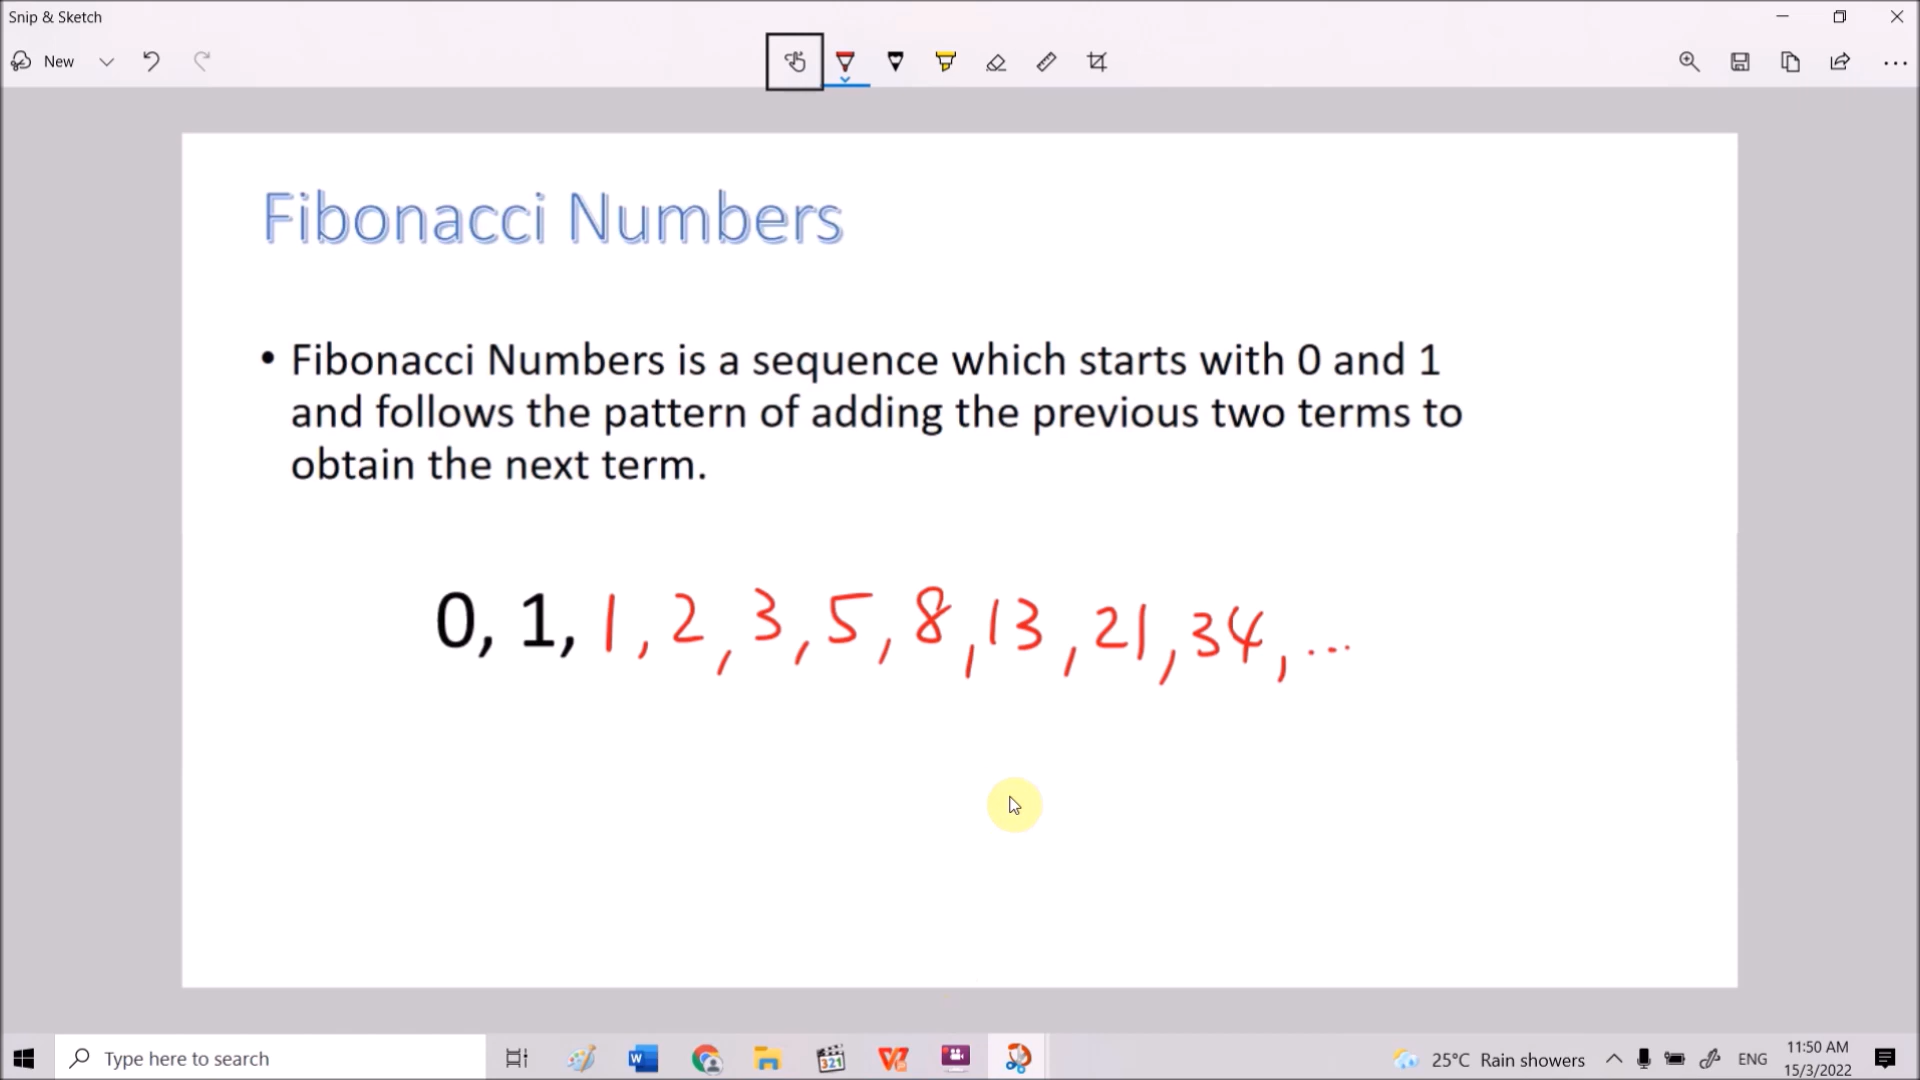 Snip & Sketch
New
Fibonacci Numbers
• Fibonacci Numbers is a sequence which starts with 0 and 1
and follows the pattern of adding the previous two terms to
obtain the next term.
0, 1, 1, 2, 3, 5, 8, 13, 21, 34, ...
Type here to search
321
25°C Rain showers
ENG
11:50 AM
15/3/2022